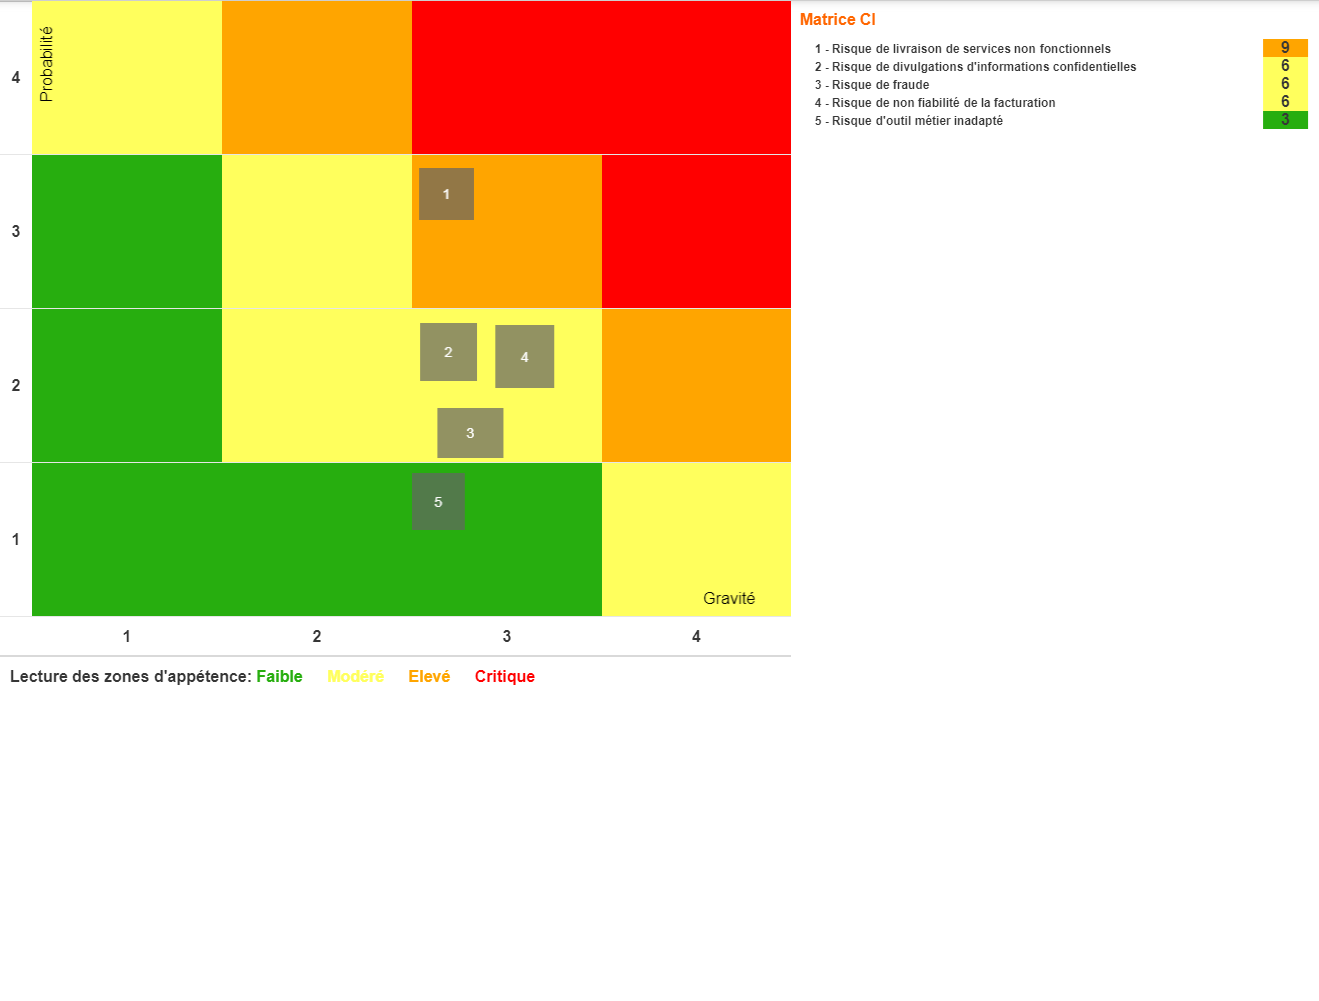 Probabilité
4
3
2
1
1
2
4
3
5
Gravité
1 2 3 4
Lecture des zones d'appétence: Faible Modéré Elevé Critique
Matrice CI
1 - Risque de livraison de services non fonctionnels 9
2 - Risque de divulgations d'informations confidentielles 6
3 - Risque de fraude 6
4 - Risque de non fiabilité de la facturation 6
5 - Risque d'outil métier inadapté 3